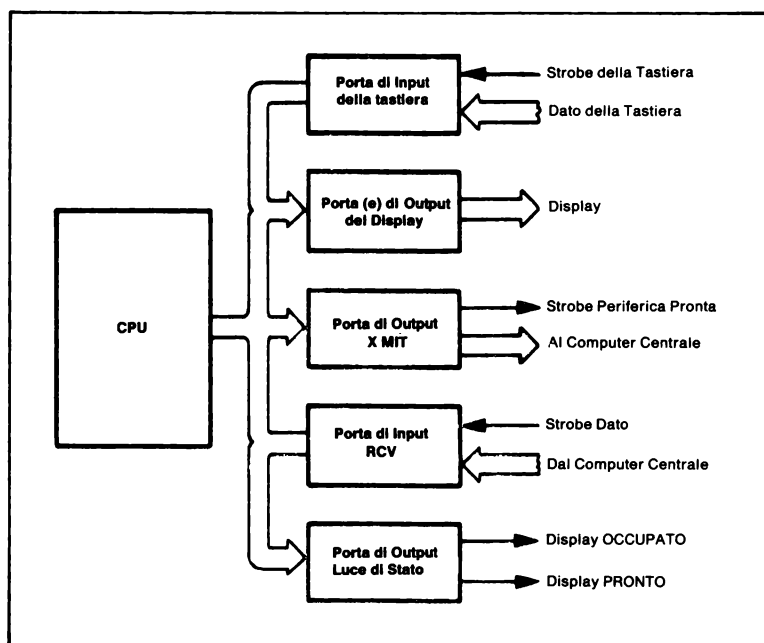 Porta di Input
della tastiera
Strobe della Tastiera
Dato della Tastiera
Porta (e) di Output
del Display
Display
CPU
Porta di Output
X MIT
Strobe Periferica Pronta
Al Computer Centrale
Porta di Input
RCV
Strobe Dato
Dal Computer Centrale
Porta di Output
Luce di Stato
Display OCCUPATO
Display PRONTO